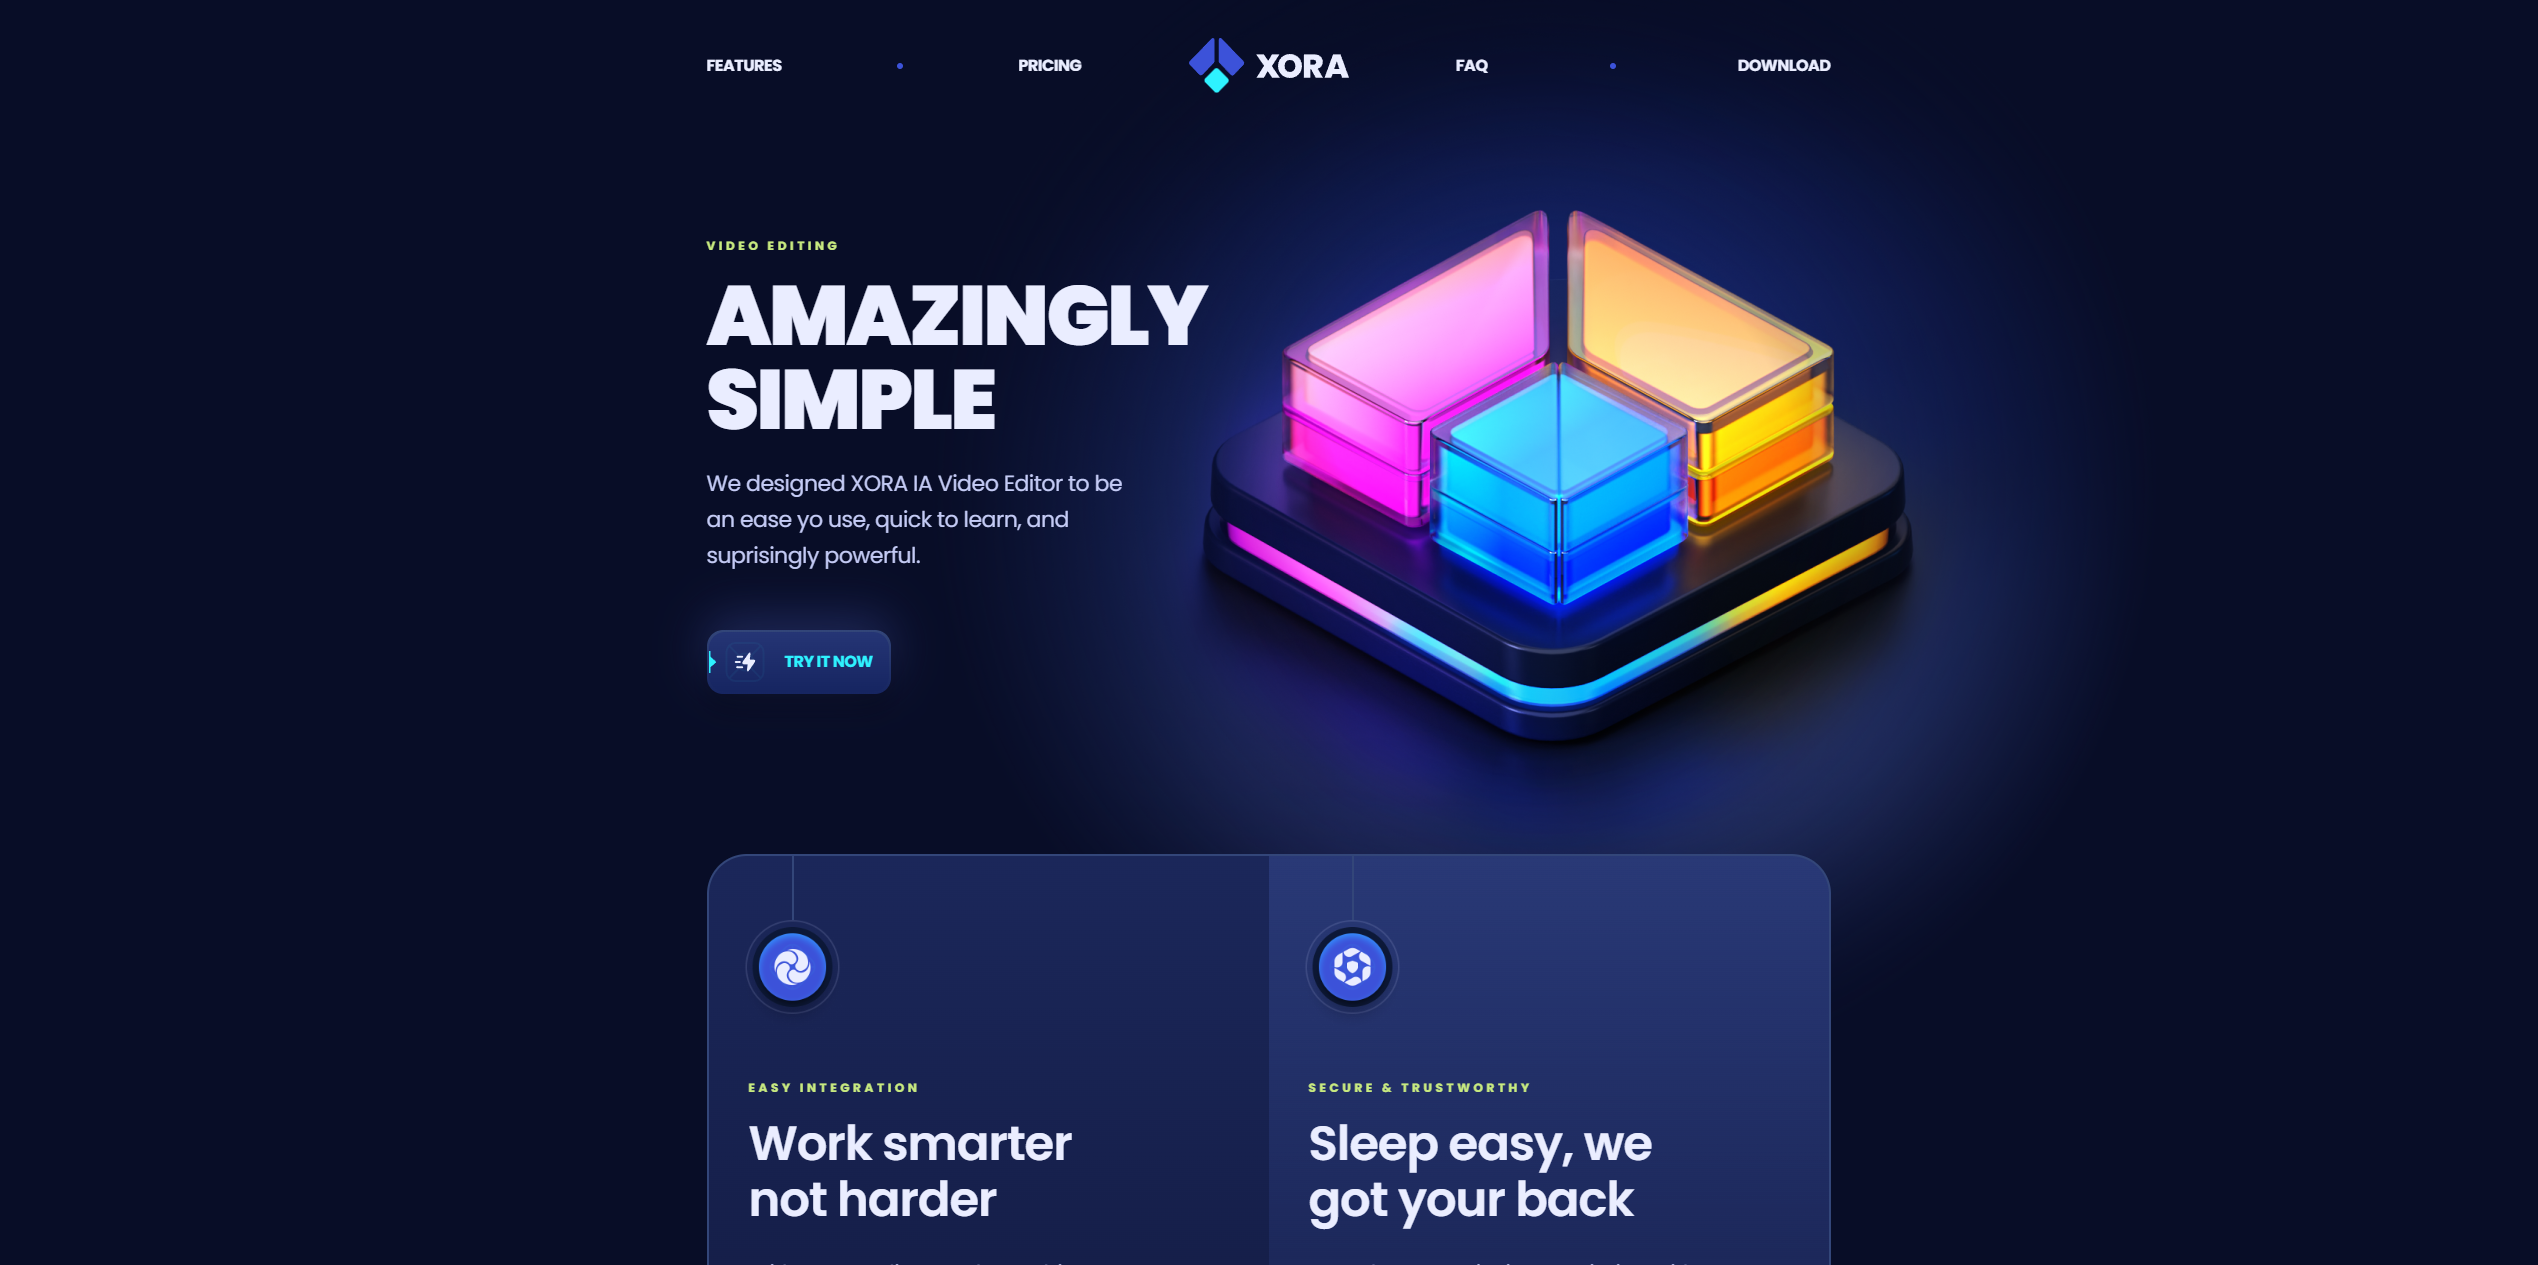 FEATURES
PRICING
XORA
FAQ
DOWNLOAD
VIDEO EDITING
AMAZINGLY
SIMPLE
We designed XORA IA Video Editor to be
an ease yo use, quick to learn, and
suprisingly powerful.
TRY IT NOW
EASY INTEGRATION
Work smarter
not harder
SECURE & TRUSTWORTHY
Sleep easy, we
got your back